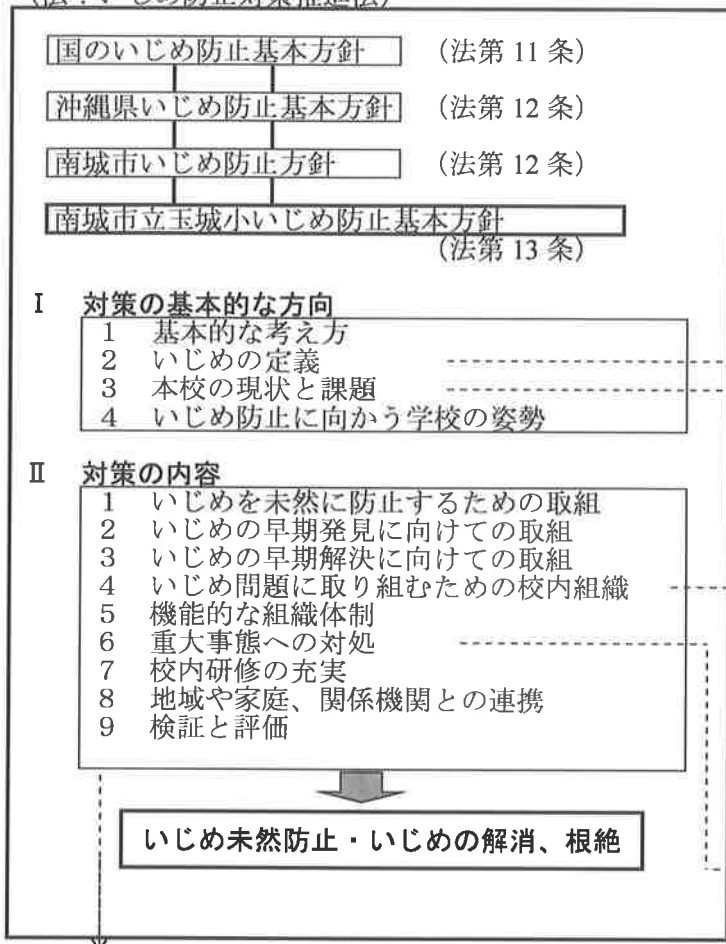 国のいじめ防止基本方針 (法第 11 条)
沖縄県いじめ防止基本方針 (法第 12 条)
南城市いじめ防止方針 (法第 12 条)
南城市立玉城小いじめ防止基本方針
(法第 13 条)
Ⅰ 対策の基本的な方向
1 基本的な考え方
2 いじめの定義
3 本校の現状と課題
4 いじめ防止に向かう学校の姿勢
Ⅱ 対策の内容
1 いじめを未然に防止するための取組
2 いじめの早期発見に向けての取組
3 いじめの早期解決に向けての取組
4 いじめ問題に取り組むための校内組織
5 機能的な組織体制
6 重大事態への対処
7 校内研修の充実
8 地域や家庭、関係機関との連携
9 検証と評価
いじめ未然防止・いじめの解消、根絶